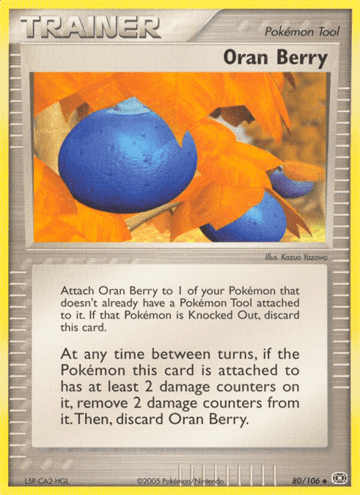 TRAINER
Pokémon Tool
Oran Berry
Illus. Kazuo Yazawa
Attach Oran Berry to 1 of your Pokémon that
doesn't already have a Pokémon Tool attached
to it. If that Pokémon is Knocked Out, discard
this card.
At any time between turns, if the
Pokémon this card is attached to
has at least 2 damage counters on
it, remove 2 damage counters from
it. Then, discard Oran Berry.
LSP CA2 HGL
©2005 Pokémon/Nintendo
80/106